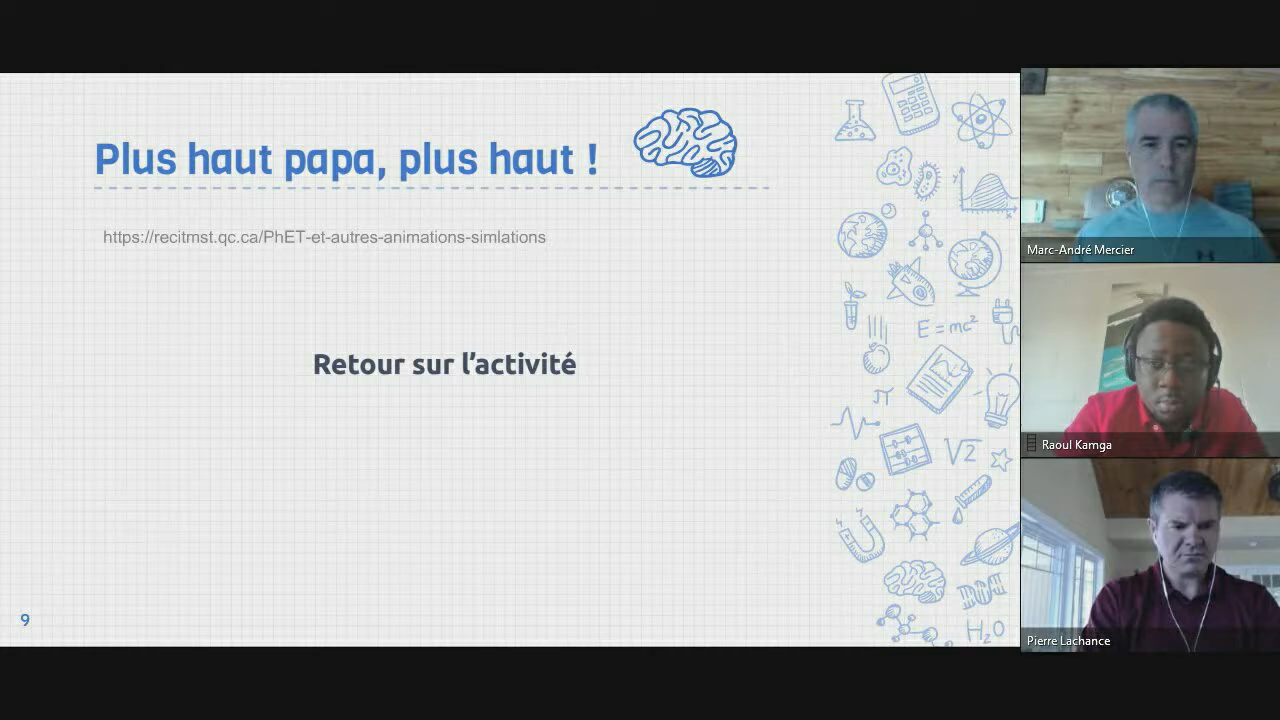 Plus haut papa, plus haut !
https://recitmst.qc.ca/PhET-et-autres-animations-simlations
Retour sur l'activité
9
y
x
E=mc²
π
√2
H₂O
Marc-André Mercier
Raoul Kamga
Pierre Lachance